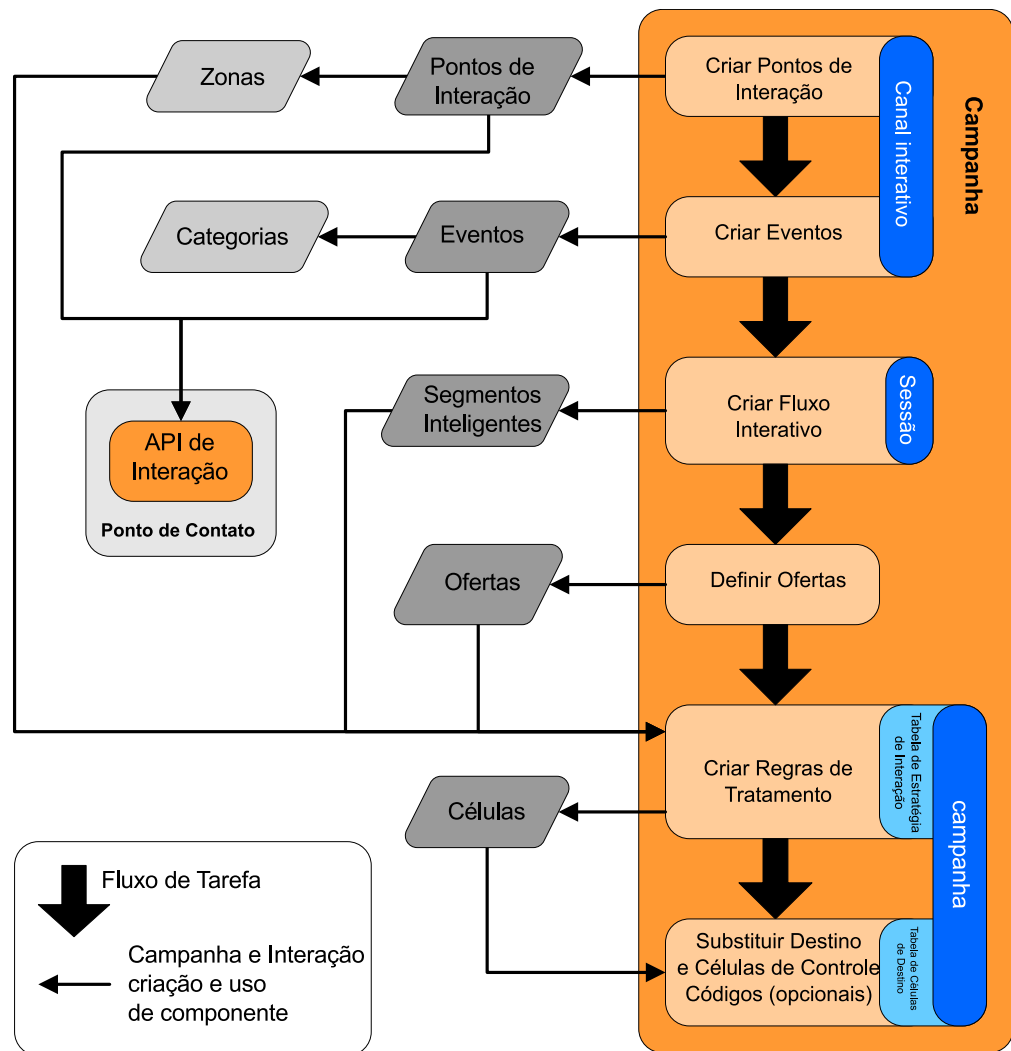 Zonas
Pontos de
Interação
Criar Pontos de
Interação
Canal interativo
Campanha
Categorias
Eventos
Criar Eventos
Segmentos
Inteligentes
Criar Fluxo
Interativo
Sessão
API de
Interação
Ponto de Contato
Ofertas
Definir Ofertas
Criar Regras de
Tratamento
Tabela de Estratégia
de Interação
campanha
Células
Substituir Destino
e Células de Controle
Códigos (opcionais)
Tabela de Células
de Destino
Fluxo de Tarefa
Campanha e Interação
criação e uso
de componente